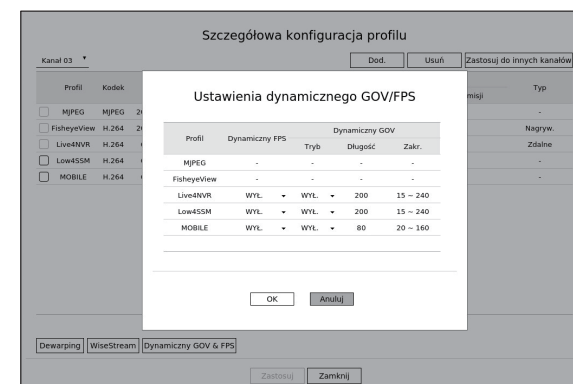 Szczegółowa konfiguracja profilu
Kanał 03
Dod. Usuń Zastosuj do innych kanałów
Profil Kodek misji Typ
MJPEG MJPEG -
FisheyeView H.264 Nagryw.
Live4NVR H.264 Zdalne
Low4SSM H.264 -
MOBILE H.264 -
Ustawienia dynamicznego GOV/FPS
Profil Dynamiczny FPS Dynamiczny GOV
Tryb Długość Zakr.
MJPEG - - - -
FisheyeView - - - -
Live4NVR WYŁ. WYŁ. 200 15 ~ 240
Low4SSM WYŁ. WYŁ. 200 15 ~ 240
MOBILE WYŁ. WYŁ. 80 20 ~ 160
OK Anuluj
Dewarping WiseStream Dynamiczny GOV & FPS
Zastosuj Zamknij